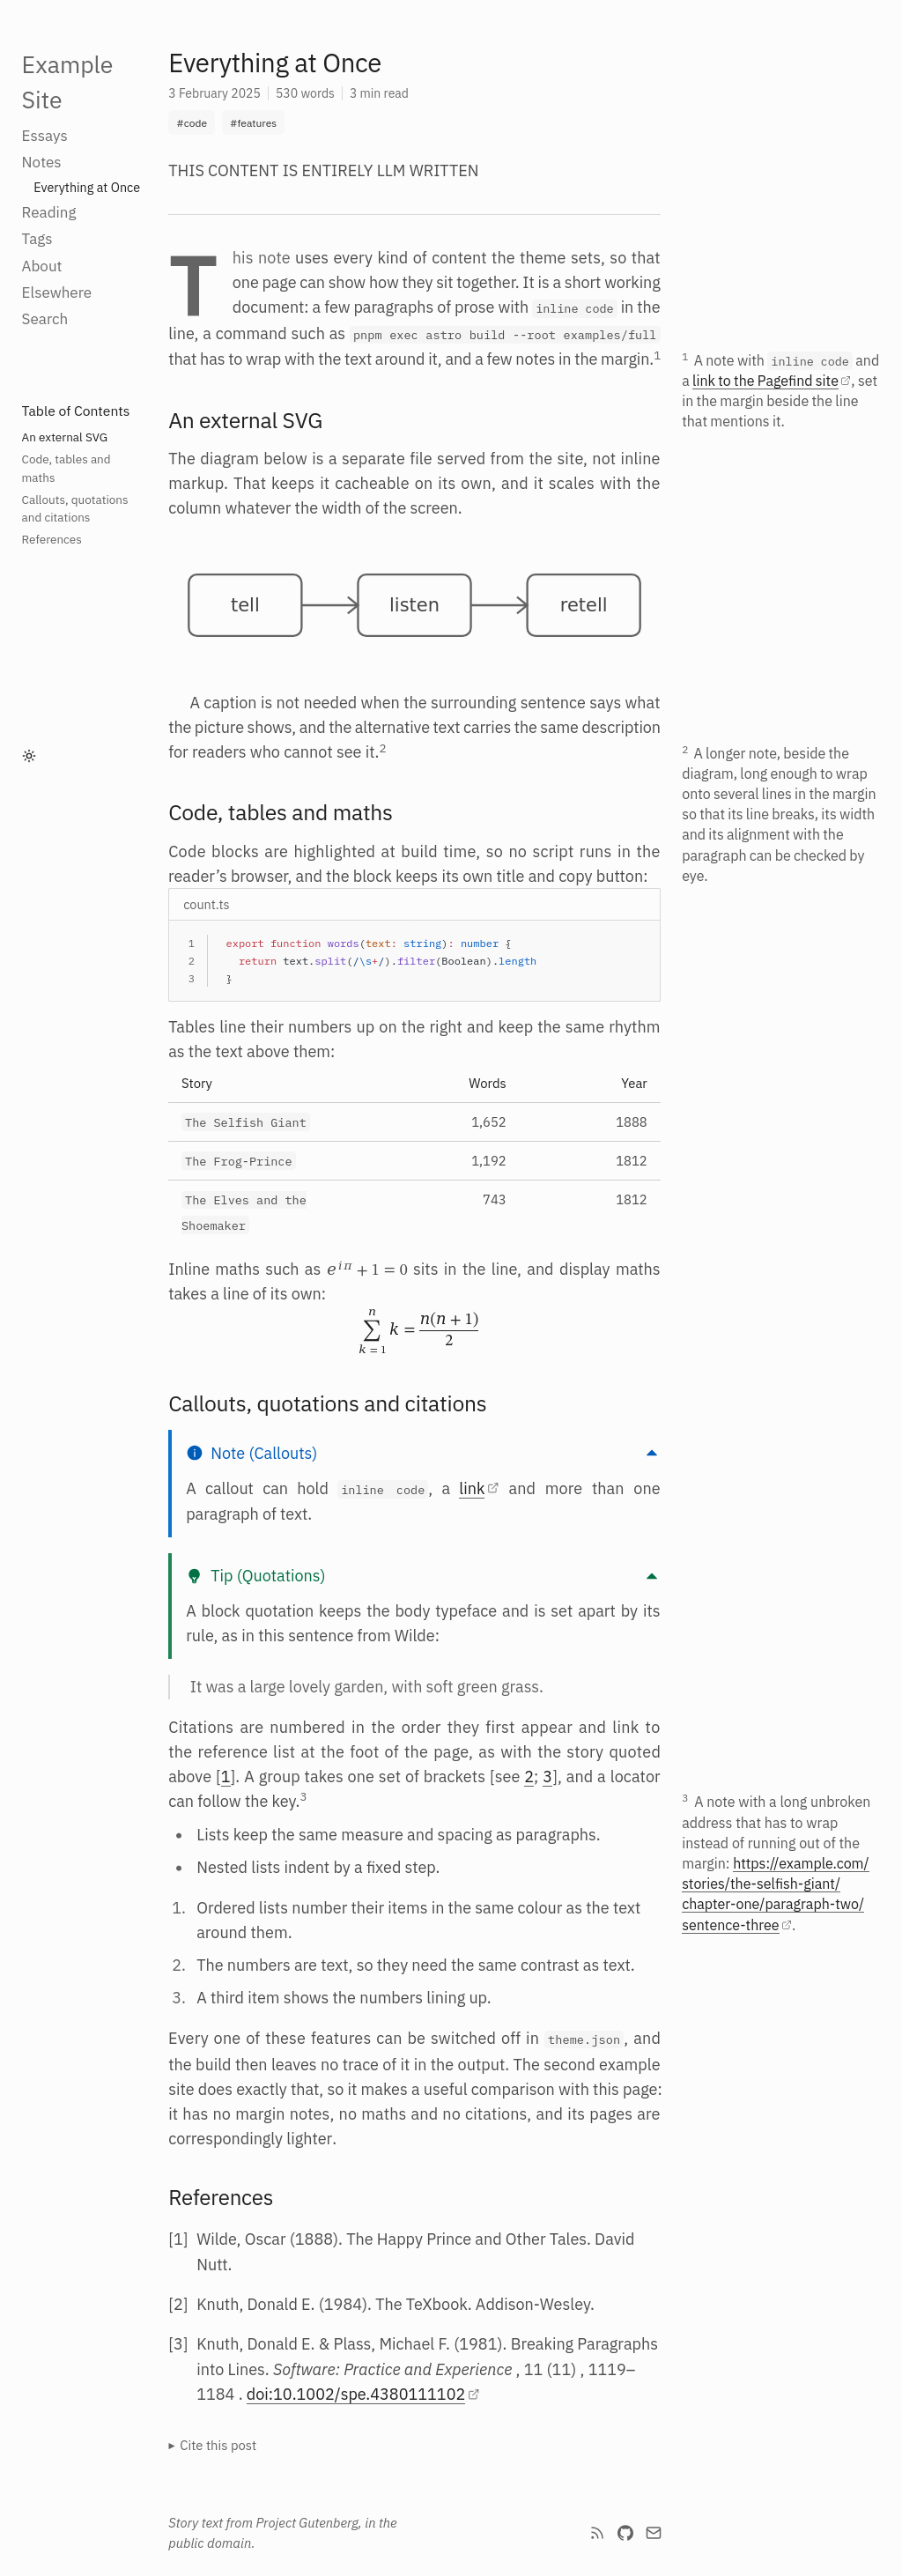 Example
Site
Essays
Notes
Everything at Once
Reading
Tags
About
Elsewhere
Search
Table of Contents
An external SVG
Code, tables and
maths
Callouts, quotations
and citations
References
Everything at Once
3 February 2025 530 words 3 min read
#code #features
THIS CONTENT IS ENTIRELY LLM WRITTEN
This note uses every kind of content the theme sets, so that
one page can show how they sit together. It is a short working
document: a few paragraphs of prose with inline code in the
line, a command such as pnpm exec astro build --root examples/full
that has to wrap with the text around it, and a few notes in the margin.1
1 A note with inline code and
a link to the Pagefind site, set
in the margin beside the line
that mentions it.
An external SVG
The diagram below is a separate file served from the site, not inline
markup. That keeps it cacheable on its own, and it scales with the
column whatever the width of the screen.
tell listen retell
A caption is not needed when the surrounding sentence says what
the picture shows, and the alternative text carries the same description
for readers who cannot see it.2
2 A longer note, beside the
diagram, long enough to wrap
onto several lines in the margin
so that its line breaks, its width
and its alignment with the
paragraph can be checked by
eye.
Code, tables and maths
Code blocks are highlighted at build time, so no script runs in the
reader’s browser, and the block keeps its own title and copy button:
count.ts
1 export function words(text: string): number {
2 return text.split(/\s+/).filter(Boolean).length
3 }
Tables line their numbers up on the right and keep the same rhythm
as the text above them:
Story Words Year
The Selfish Giant 1,652 1888
The Frog-Prince 1,192 1812
The Elves and the 743 1812
Shoemaker
Inline maths such as e^{iπ} + 1 = 0 sits in the line, and display maths
takes a line of its own:
n
∑ k = n(n + 1)
k = 1 2
Callouts, quotations and citations
Note (Callouts)
A callout can hold inline code, a link and more than one
paragraph of text.
Tip (Quotations)
A block quotation keeps the body typeface and is set apart by its
rule, as in this sentence from Wilde:
It was a large lovely garden, with soft green grass.
Citations are numbered in the order they first appear and link to
the reference list at the foot of the page, as with the story quoted
above [1]. A group takes one set of brackets [see 2; 3], and a locator
can follow the key.3
3 A note with a long unbroken
address that has to wrap
instead of running out of the
margin: https://example.com/
stories/the-selfish-giant/
chapter-one/paragraph-two/
sentence-three.
• Lists keep the same measure and spacing as paragraphs.
• Nested lists indent by a fixed step.
1. Ordered lists number their items in the same colour as the text
around them.
2. The numbers are text, so they need the same contrast as text.
3. A third item shows the numbers lining up.
Every one of these features can be switched off in theme.json, and
the build then leaves no trace of it in the output. The second example
site does exactly that, so it makes a useful comparison with this page:
it has no margin notes, no maths and no citations, and its pages are
correspondingly lighter.
References
[1] Wilde, Oscar (1888). The Happy Prince and Other Tales. David
Nutt.
[2] Knuth, Donald E. (1984). The TeXbook. Addison-Wesley.
[3] Knuth, Donald E. & Plass, Michael F. (1981). Breaking Paragraphs
into Lines. Software: Practice and Experience , 11 (11) , 1119–
1184 . doi:10.1002/spe.4380111102
▸ Cite this post
Story text from Project Gutenberg, in the
public domain.